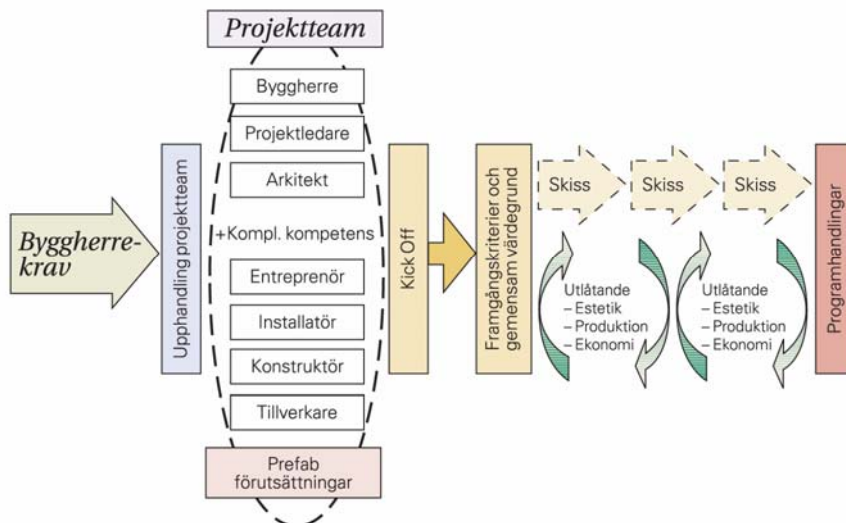 Projektteam
Byggherre-
krav
Upphandling projektteam
Byggherre
Projektledare
Arkitekt
+Kompl. kompetens
Entreprenör
Installatör
Konstruktör
Tillverkare
Prefab
förutsättningar
Kick Off
Framgångskriterier och
gemensam värdegrund
Skiss
Skiss
Skiss
Utlåtande
– Estetik
– Produktion
– Ekonomi
Utlåtande
– Estetik
– Produktion
– Ekonomi
Programhandlingar